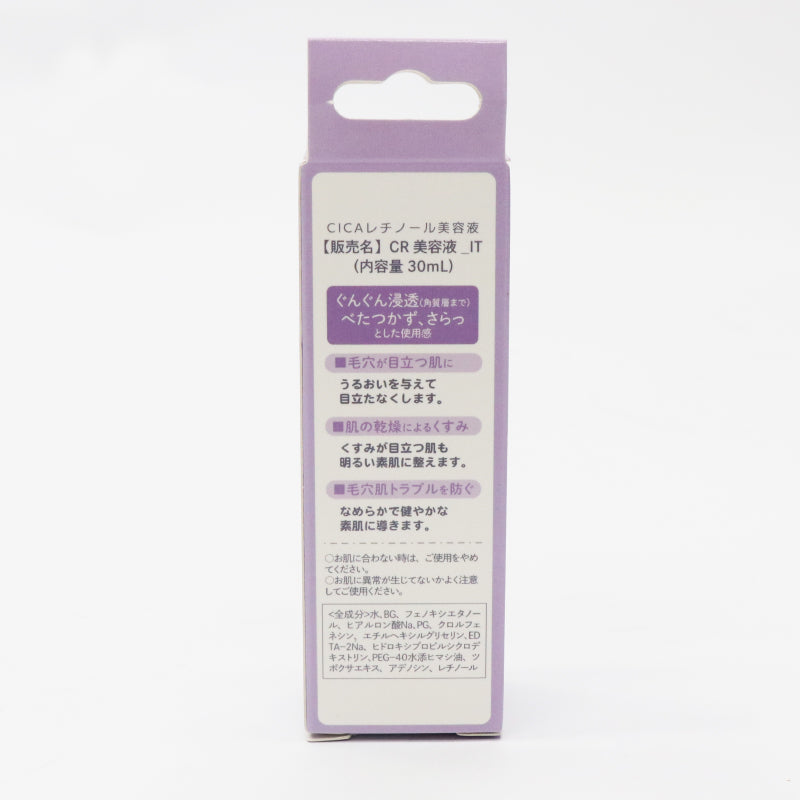 CICAレチノール美容液
【販売名】CR 美容液 _IT
(内容量 30mL)
ぐんぐん浸透(角質層まで)
べたつかず、さらっ
とした使用感
■毛穴が目立つ肌に
うるおいを与えて
目立たなくします。
■肌の乾燥によるくすみ
くすみが目立つ肌も
明るい素肌に整えます。
■毛穴肌トラブルを防ぐ
なめらかで健やかな
素肌に導きます。
○お肌に合わない時は、ご使用をやめ
てください。
○お肌に異常が生じてないかよく注意
してご使用ください。
<全成分>水、BG、フェノキシエタノー
ル、ヒアルロン酸Na、PG、クロルフェ
ネシン、エチルヘキシルグリセリン、ED
TA-2Na、ヒドロキシプロピルシクロデ
キストリン、PEG-40水添ヒマシ油、ツ
ボクサエキス、アデノシン、レチノール